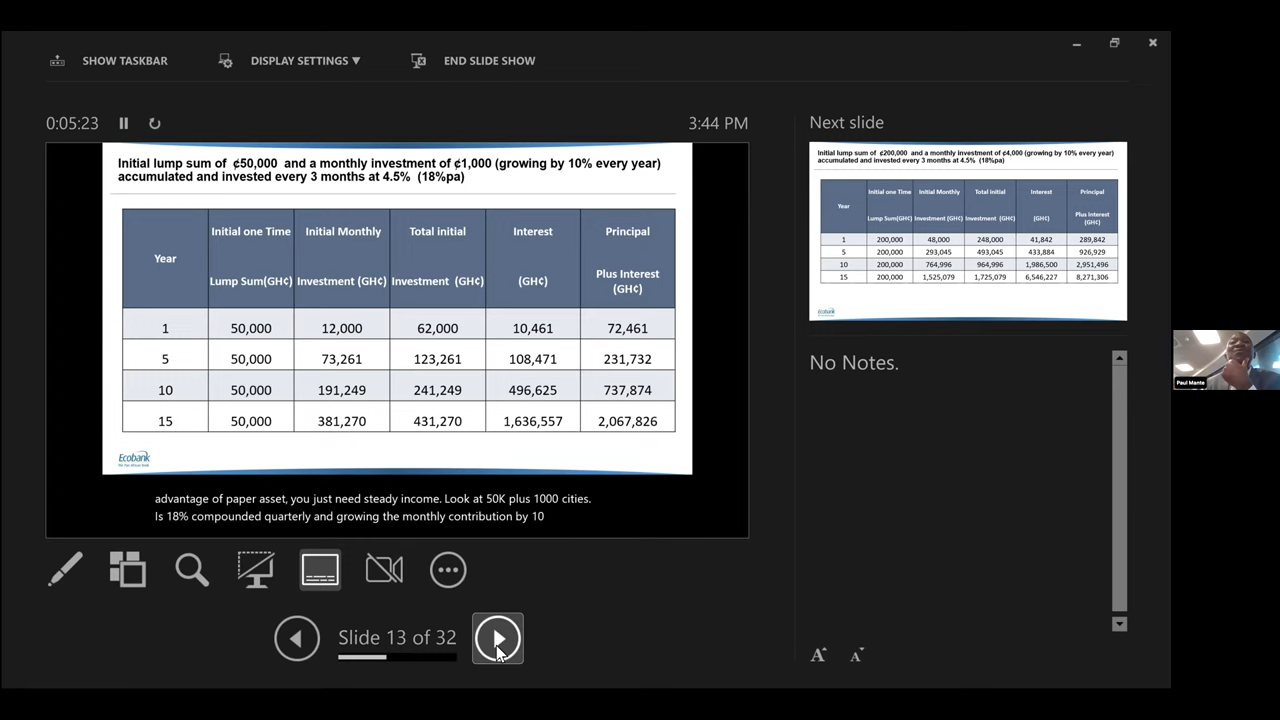 SHOW TASKBAR
DISPLAY SETTINGS ▼
END SLIDE SHOW
0:05:23
3:44 PM
Initial lump sum of ¢50,000 and a monthly investment of ¢1,000 (growing by 10% every year)
accumulated and invested every 3 months at 4.5% (18%pa)
Year
Initial one Time Lump Sum(GH¢)
Initial Monthly Investment (GH¢)
Total initial Investment (GH¢)
Interest (GH¢)
Principal Plus Interest (GH¢)
1 50,000 12,000 62,000 10,461 72,461
5 50,000 73,261 123,261 108,471 231,732
10 50,000 191,249 241,249 496,625 737,874
15 50,000 381,270 431,270 1,636,557 2,067,826
Ecobank
advantage of paper asset, you just need steady income. Look at 50K plus 1000 cities.
Is 18% compounded quarterly and growing the monthly contribution by 10
Slide 13 of 32
Next slide
Initial lump sum of ¢200,000 and a monthly investment of ¢4,000 (growing by 10% every year)
accumulated and invested every 3 months at 4.5% (18%pa)
Year
Initial one Time Lump Sum(GH¢)
Initial Monthly Investment (GH¢)
Total initial Investment (GH¢)
Interest (GH¢)
Principal Plus Interest (GH¢)
1 200,000 48,000 248,000 41,842 289,842
5 200,000 293,045 493,045 433,884 926,929
10 200,000 764,996 964,996 1,986,500 2,951,496
15 200,000 1,525,079 1,725,079 6,546,227 8,271,306
Ecobank
No Notes.
A A
Paul Mante